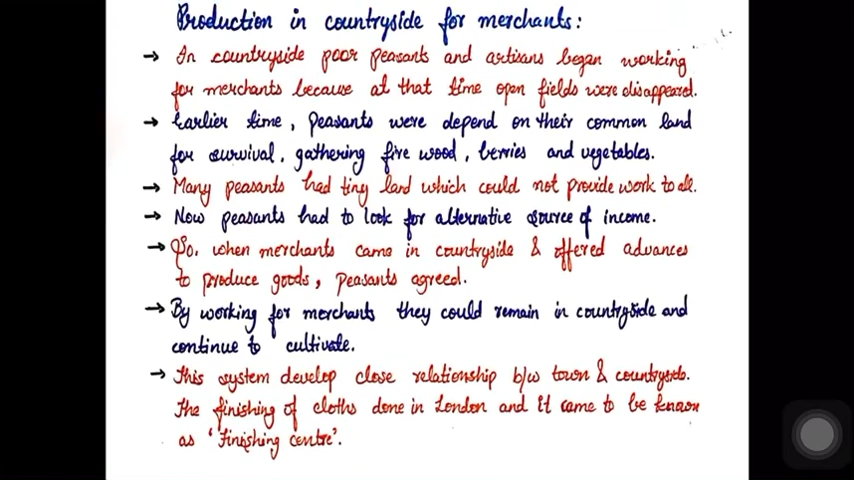 Production in countryside for merchants:
→ In countryside poor peasants and artisans began working
for merchants because at that time open fields were disappeared.
→ Earlier time, peasants were depend on their common land
for survival, gathering fire wood, berries and vegetables.
→ Many peasants had tiny land which could not provide work to all.
→ Now peasants had to look for alternative source of income.
→ So, when merchants came in countryside & offered advances
to produce goods, peasants agreed.
→ By working for merchants they could remain in countryside and
continue to cultivate.
→ This system develop close relationship b/w town & countryside.
The finishing of cloths done in London and it came to be known
as 'Finishing centre'.